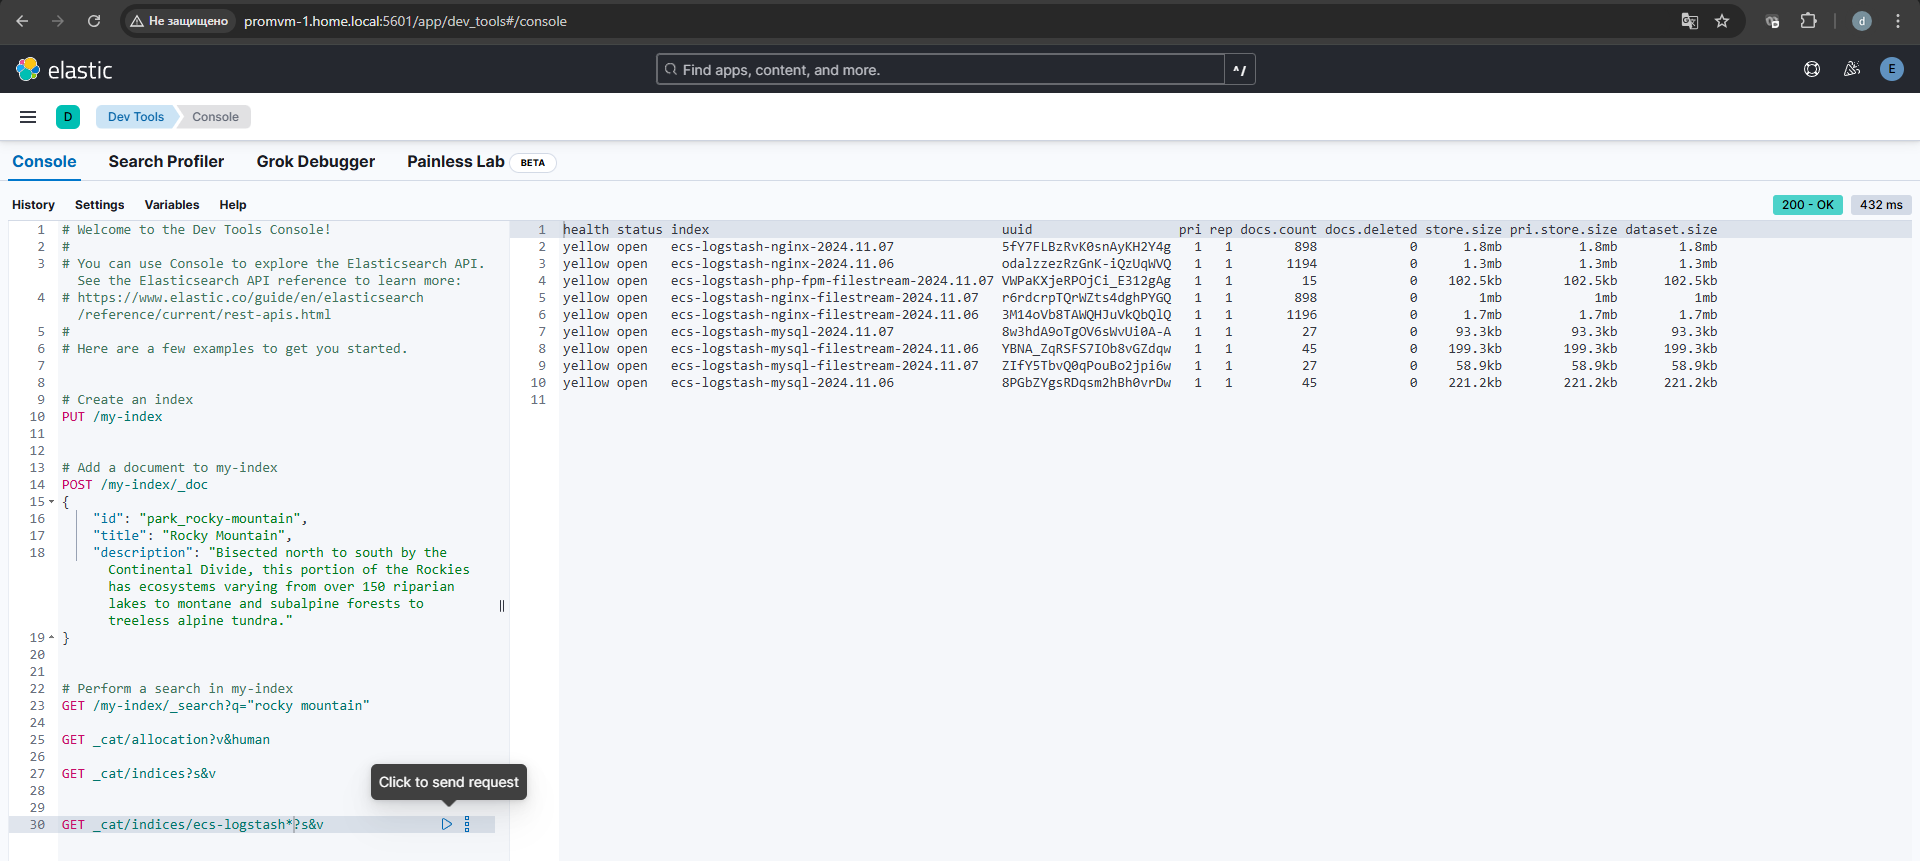 Не защищено promvm-1.home.local:5601/app/dev_tools#/console d
elastic Find apps, content, and more. ^/ E
D Dev Tools Console
Console Search Profiler Grok Debugger Painless Lab BETA
History Settings Variables Help 200 - OK 432 ms
1 # Welcome to the Dev Tools Console!
2 #
3 # You can use Console to explore the Elasticsearch API.
See the Elasticsearch API reference to learn more:
4 # https://www.elastic.co/guide/en/elasticsearch
/reference/current/rest-apis.html
5 #
6 # Here are a few examples to get you started.
7
8
9 # Create an index
10 PUT /my-index
11
12
13 # Add a document to my-index
14 POST /my-index/_doc
15 {
16 "id": "park_rocky-mountain",
17 "title": "Rocky Mountain",
18 "description": "Bisected north to south by the
Continental Divide, this portion of the Rockies
has ecosystems varying from over 150 riparian
lakes to montane and subalpine forests to
treeless alpine tundra."
19 }
20
21
22 # Perform a search in my-index
23 GET /my-index/_search?q="rocky mountain"
24
25 GET _cat/allocation?v&human
26
27 GET _cat/indices?s&v
28
29
Click to send request
30 GET _cat/indices/ecs-logstash*?s&v
1 health status index uuid pri rep docs.count docs.deleted store.size pri.store.size dataset.size
2 yellow open ecs-logstash-nginx-2024.11.07 5fY7FLBzRvK0snAyKH2Y4g 1 1 898 0 1.8mb 1.8mb 1.8mb
3 yellow open ecs-logstash-nginx-2024.11.06 odalzzezRzGnK-iQzUqWVQ 1 1 1194 0 1.3mb 1.3mb 1.3mb
4 yellow open ecs-logstash-php-fpm-filestream-2024.11.07 VWPaKXjeRPOjCi_E312gAg 1 1 15 0 102.5kb 102.5kb 102.5kb
5 yellow open ecs-logstash-nginx-filestream-2024.11.07 r6rdcrpTQrWZts4dghPYGQ 1 1 898 0 1mb 1mb 1mb
6 yellow open ecs-logstash-nginx-filestream-2024.11.06 3M14oVb8TAWQHJuVkQbQlQ 1 1 1196 0 1.7mb 1.7mb 1.7mb
7 yellow open ecs-logstash-mysql-2024.11.07 8w3hdA9oTgOV6sWvUi0A-A 1 1 27 0 93.3kb 93.3kb 93.3kb
8 yellow open ecs-logstash-mysql-filestream-2024.11.06 YBNA_ZqRSFS7IOb8vGZdqw 1 1 45 0 199.3kb 199.3kb 199.3kb
9 yellow open ecs-logstash-mysql-filestream-2024.11.07 ZIfY5TbvQ0qPouBo2jpi6w 1 1 27 0 58.9kb 58.9kb 58.9kb
10 yellow open ecs-logstash-mysql-2024.11.06 8PGbZYgsRDqsm2hBh0vrDw 1 1 45 0 221.2kb 221.2kb 221.2kb
11